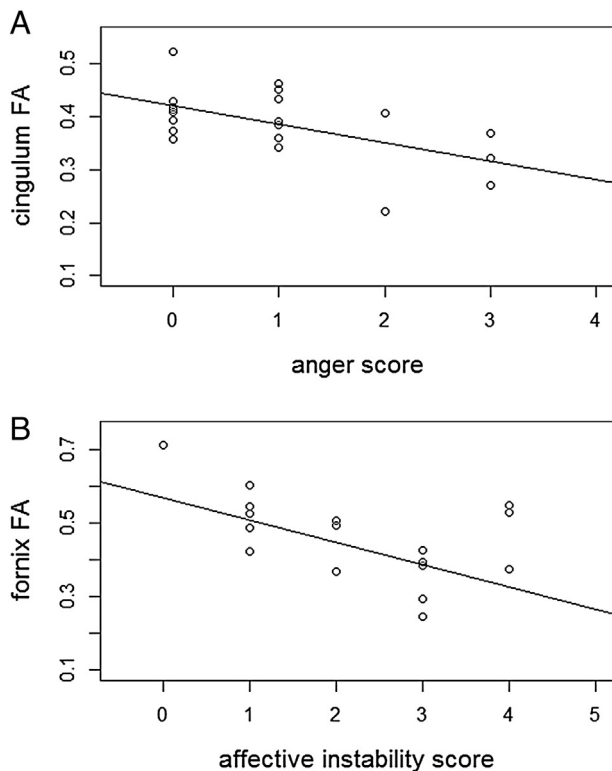 A
cingulum FA
0.5
0.4
0.3
0.2
0.1
0 1 2 3 4
anger score
B
fornix FA
0.7
0.5
0.3
0.1
0 1 2 3 4 5
affective instability score